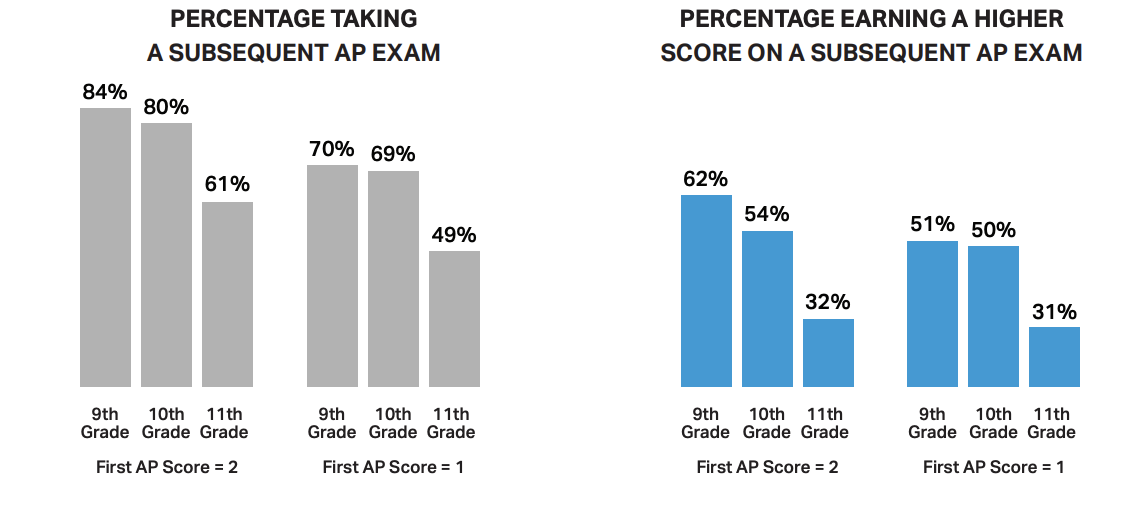 PERCENTAGE TAKING
A SUBSEQUENT AP EXAM
84%
80%
61%
70%
69%
49%
9th
Grade
10th
Grade
11th
Grade
9th
Grade
10th
Grade
11th
Grade
First AP Score = 2
First AP Score = 1
PERCENTAGE EARNING A HIGHER
SCORE ON A SUBSEQUENT AP EXAM
62%
54%
32%
51%
50%
31%
9th
Grade
10th
Grade
11th
Grade
9th
Grade
10th
Grade
11th
Grade
First AP Score = 2
First AP Score = 1